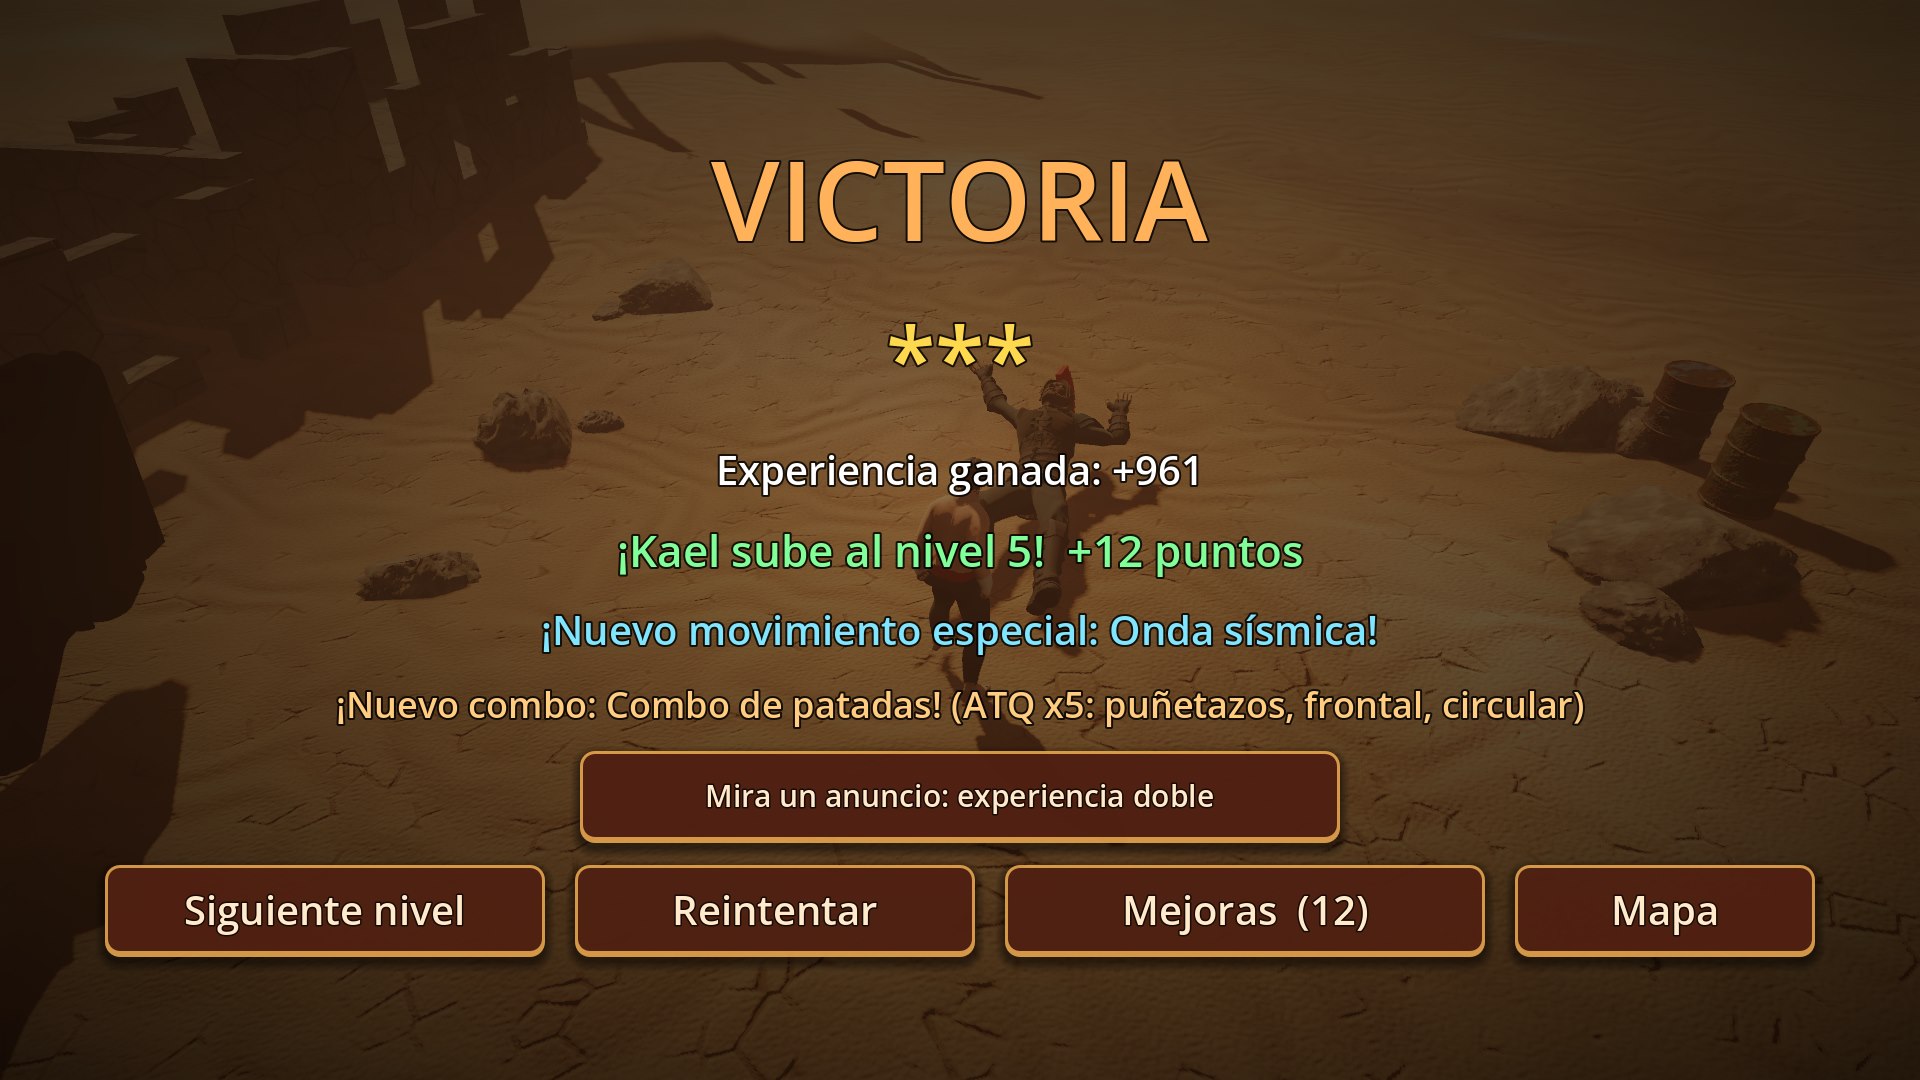 VICTORIA
***
Experiencia ganada: +961
¡Kael sube al nivel 5!  +12 puntos
¡Nuevo movimiento especial: Onda sísmica!
¡Nuevo combo: Combo de patadas! (ATQ x5: puñetazos, frontal, circular)
Mira un anuncio: experiencia doble
Siguiente nivel
Reintentar
Mejoras  (12)
Mapa